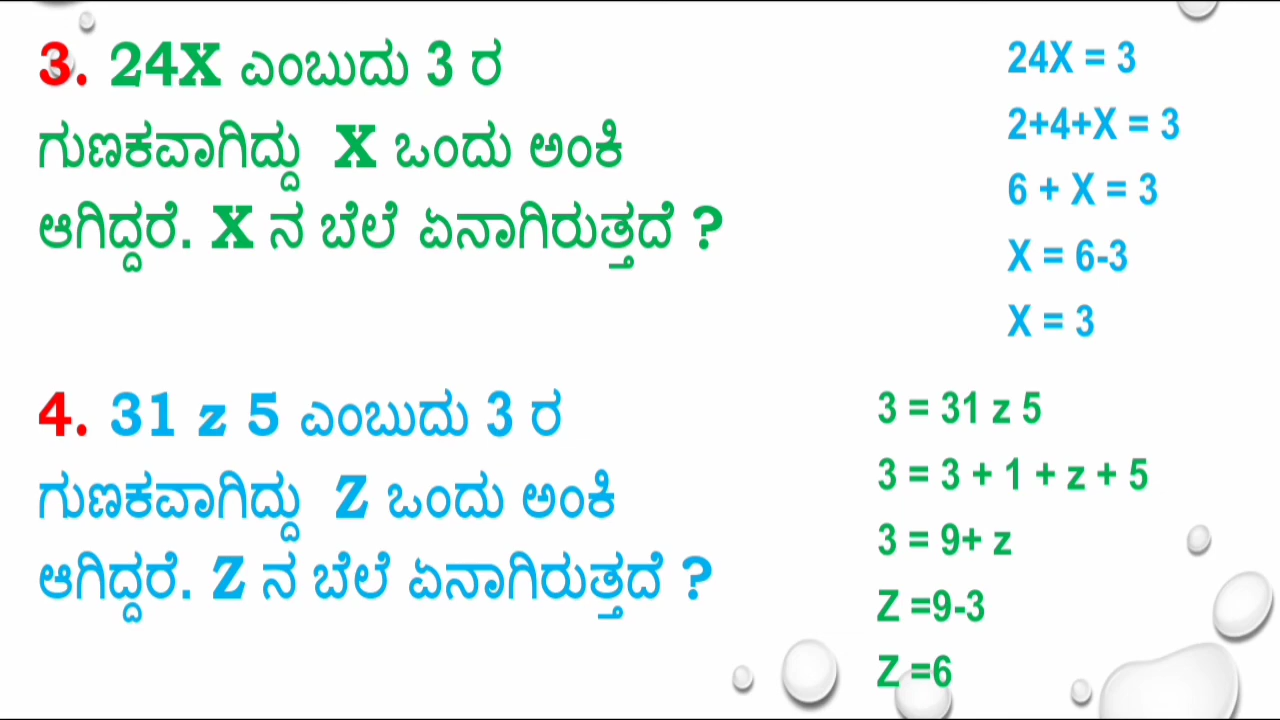 3. 24X ಎಂಬುದು 3 ರ
ಗುಣಕವಾಗಿದ್ದು X ಒಂದು ಅಂಕಿ
ಆಗಿದ್ದರೆ. X ನ ಬೆಲೆ ಏನಾಗಿರುತ್ತದೆ ?
24X = 3
2+4+X = 3
6 + X = 3
X = 6-3
X = 3
4. 31 z 5 ಎಂಬುದು 3 ರ
ಗುಣಕವಾಗಿದ್ದು Z ಒಂದು ಅಂಕಿ
ಆಗಿದ್ದರೆ. Z ನ ಬೆಲೆ ಏನಾಗಿರುತ್ತದೆ ?
3 = 31 z 5
3 = 3 + 1 + z + 5
3 = 9+ z
Z =9-3
Z =6